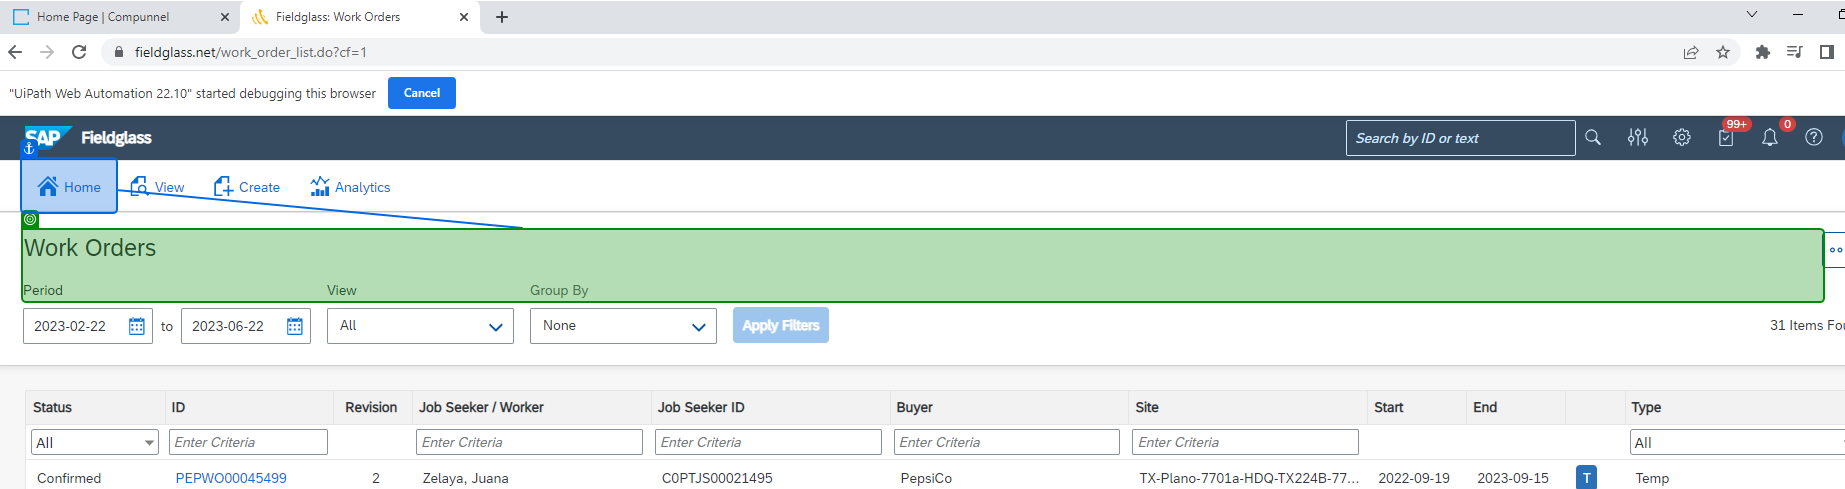 Home Page | Compunnel
Fieldglass: Work Orders
fieldglass.net/work_order_list.do?cf=1
"UiPath Web Automation 22.10" started debugging this browser Cancel
SAP Fieldglass Search by ID or text 99+ 0
Home View Create Analytics
Work Orders
Period View Group By
2023-02-22 to 2023-06-22 All None Apply Filters 31 Items Fou
Status ID Revision Job Seeker / Worker Job Seeker ID Buyer Site Start End Type
All Enter Criteria Enter Criteria Enter Criteria Enter Criteria Enter Criteria All
Confirmed PEPWO00045499 2 Zelaya, Juana C0PTJS00021495 PepsiCo TX-Plano-7701a-HDQ-TX224B-77... 2022-09-19 2023-09-15 T Temp